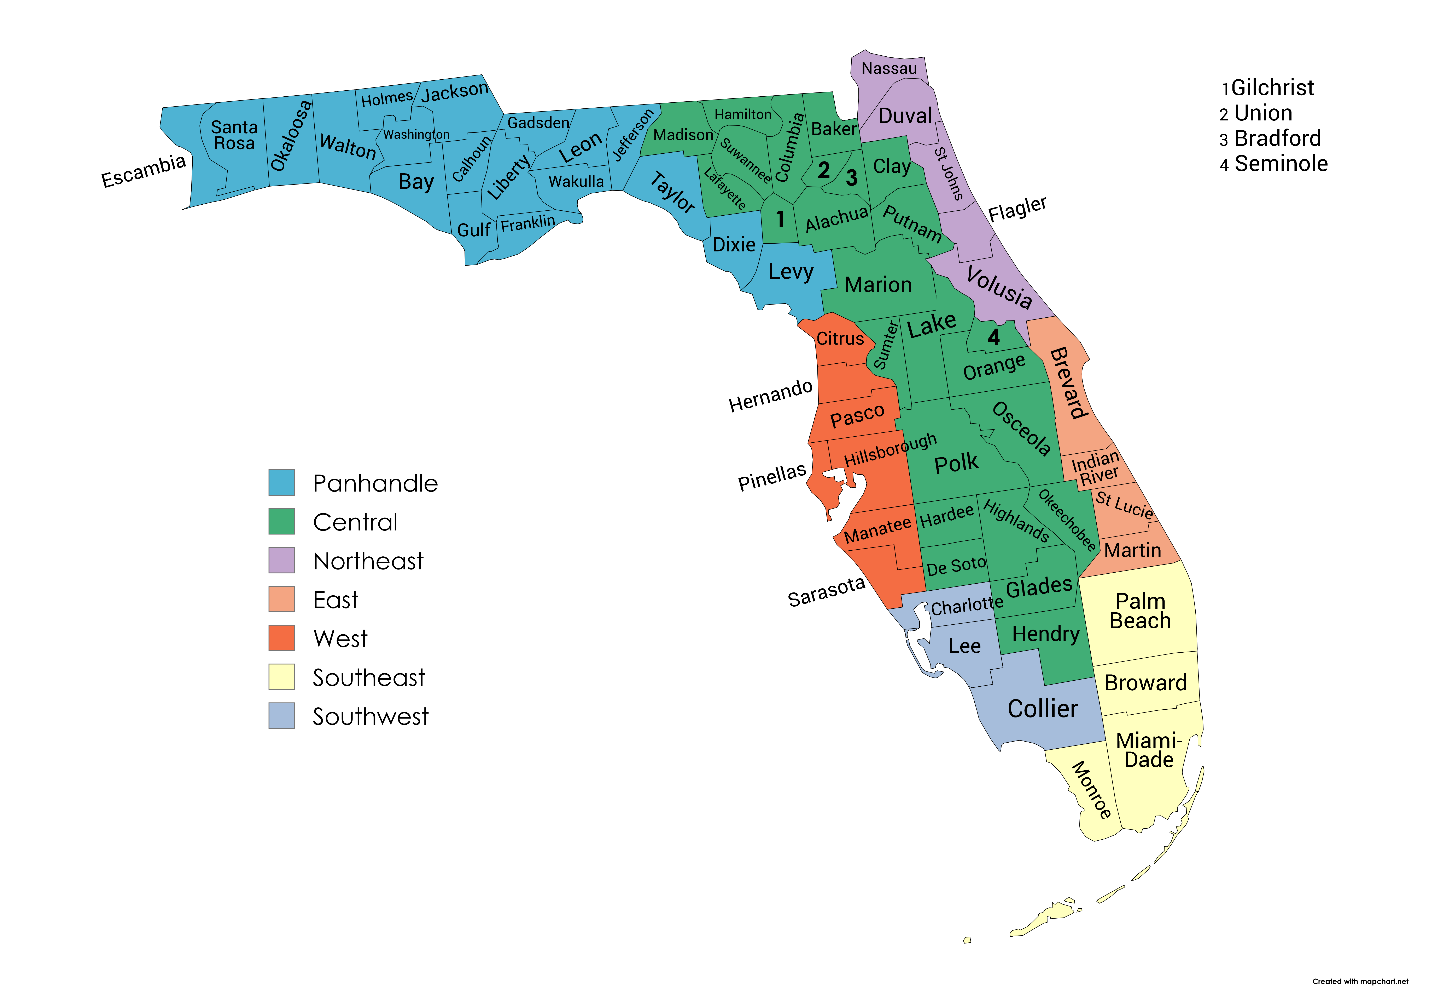 Nassau
1Gilchrist
2 Union
3 Bradford
4 Seminole
Duval
Jackson
Holmes
Okaloosa
Santa
Rosa
Walton
Washington
Escambia
Bay
Calhoun
Gadsden
Liberty
Leon
Jefferson
Wakulla
Gulf
Franklin
Madison
Hamilton
Suwannee
Columbia
Baker
Lafayette
Taylor
2
3
Clay
St Johns
1
Alachua
Putnam
Flagler
Dixie
Levy
Marion
Volusia
Citrus
Sumter
Lake
4
Orange
Brevard
Hernando
Pasco
Osceola
Hillsborough
Polk
Pinellas
Indian
River
St Lucie
Manatee
Hardee
Highlands
Okeechobee
Martin
Sarasota
De Soto
Glades
Charlotte
Palm
Beach
Lee
Hendry
Broward
Collier
Miami-
Dade
Monroe
Panhandle
Central
Northeast
East
West
Southeast
Southwest
Created with mapchart.net